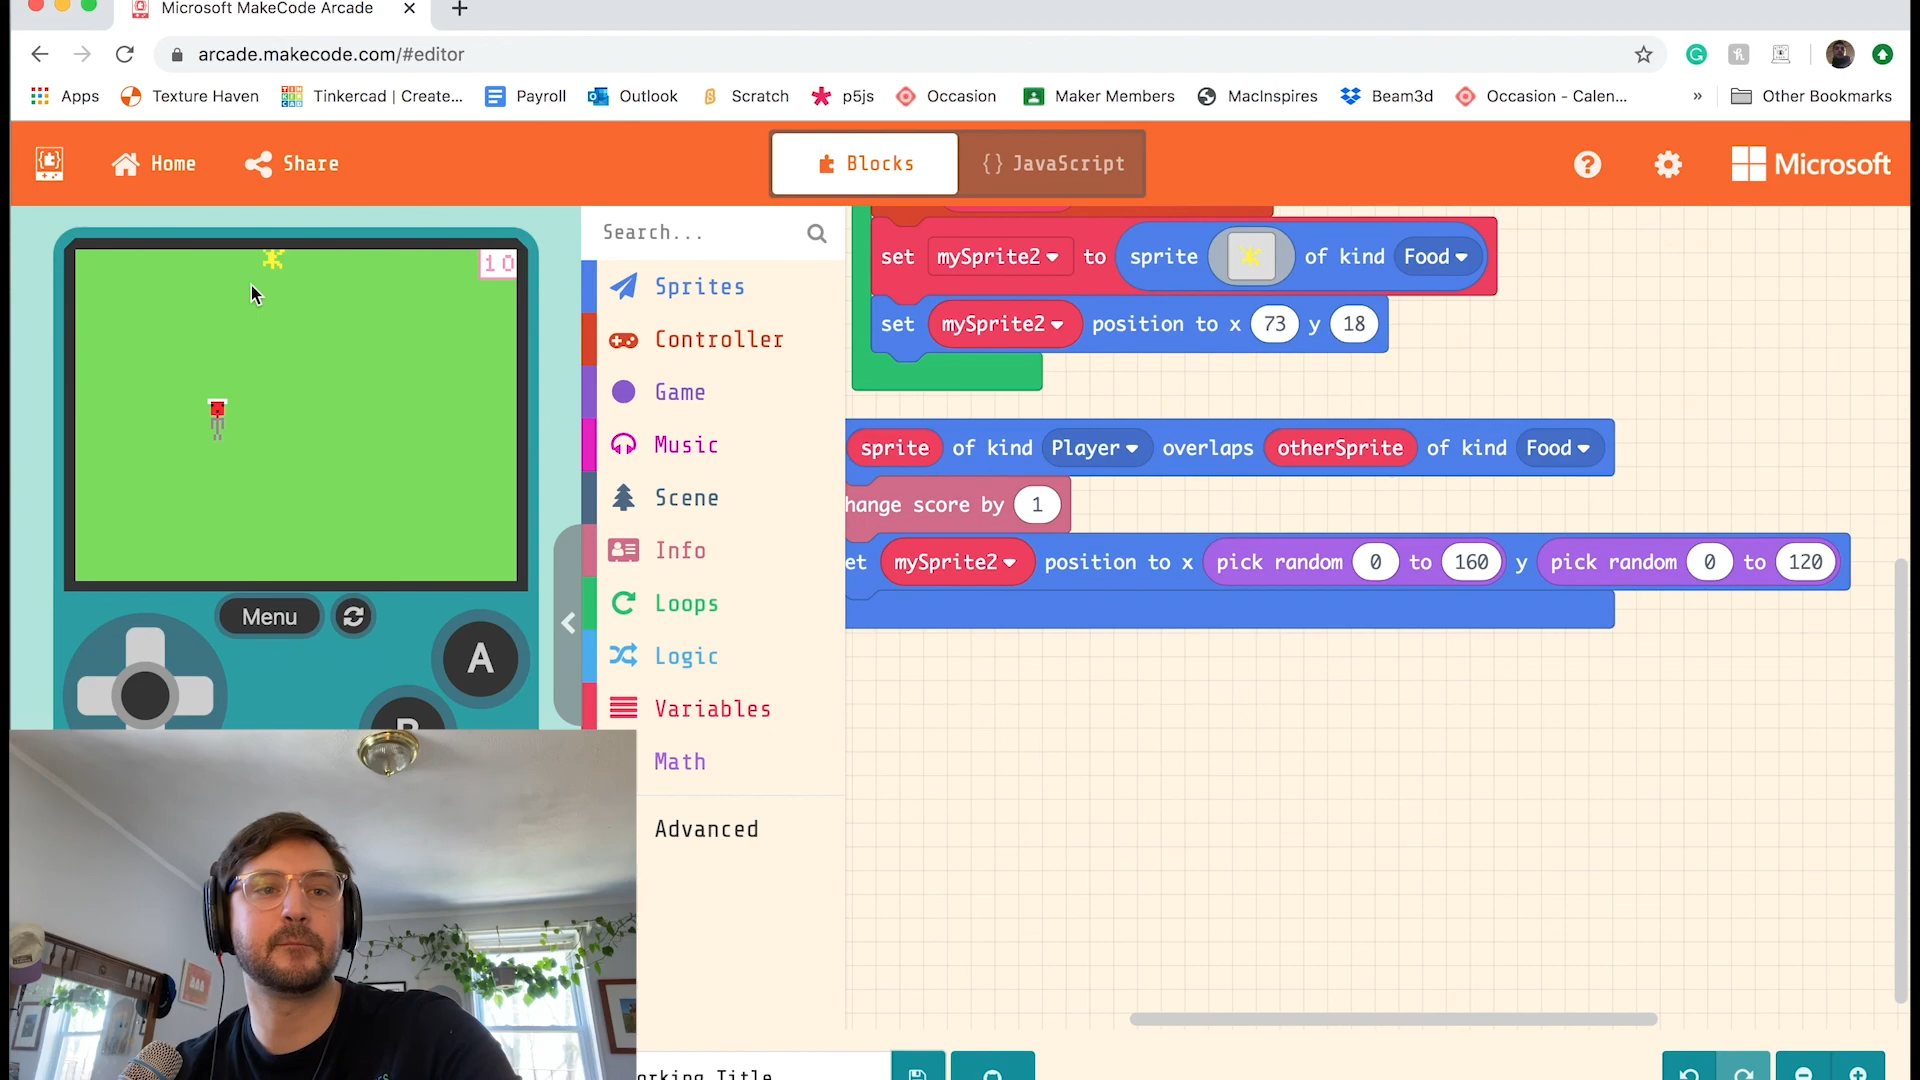 Microsoft MakeCode Arcade
arcade.makecode.com/#editor
Apps
Texture Haven
Tinkercad | Create...
Payroll
Outlook
Scratch
p5js
Occasion
Maker Members
MacInspires
Beam3d
Occasion - Calen...
»
Other Bookmarks
Home
Share
Blocks
{} JavaScript
?
Microsoft
10
Menu
A
B
Search...
Sprites
Controller
Game
Music
Scene
Info
Loops
Logic
Variables
Math
Advanced
set mySprite2 to sprite of kind Food
set mySprite2 position to x 73 y 18
sprite of kind Player overlaps otherSprite of kind Food
hange score by 1
et mySprite2 position to x pick random 0 to 160 y pick random 0 to 120
orking Title